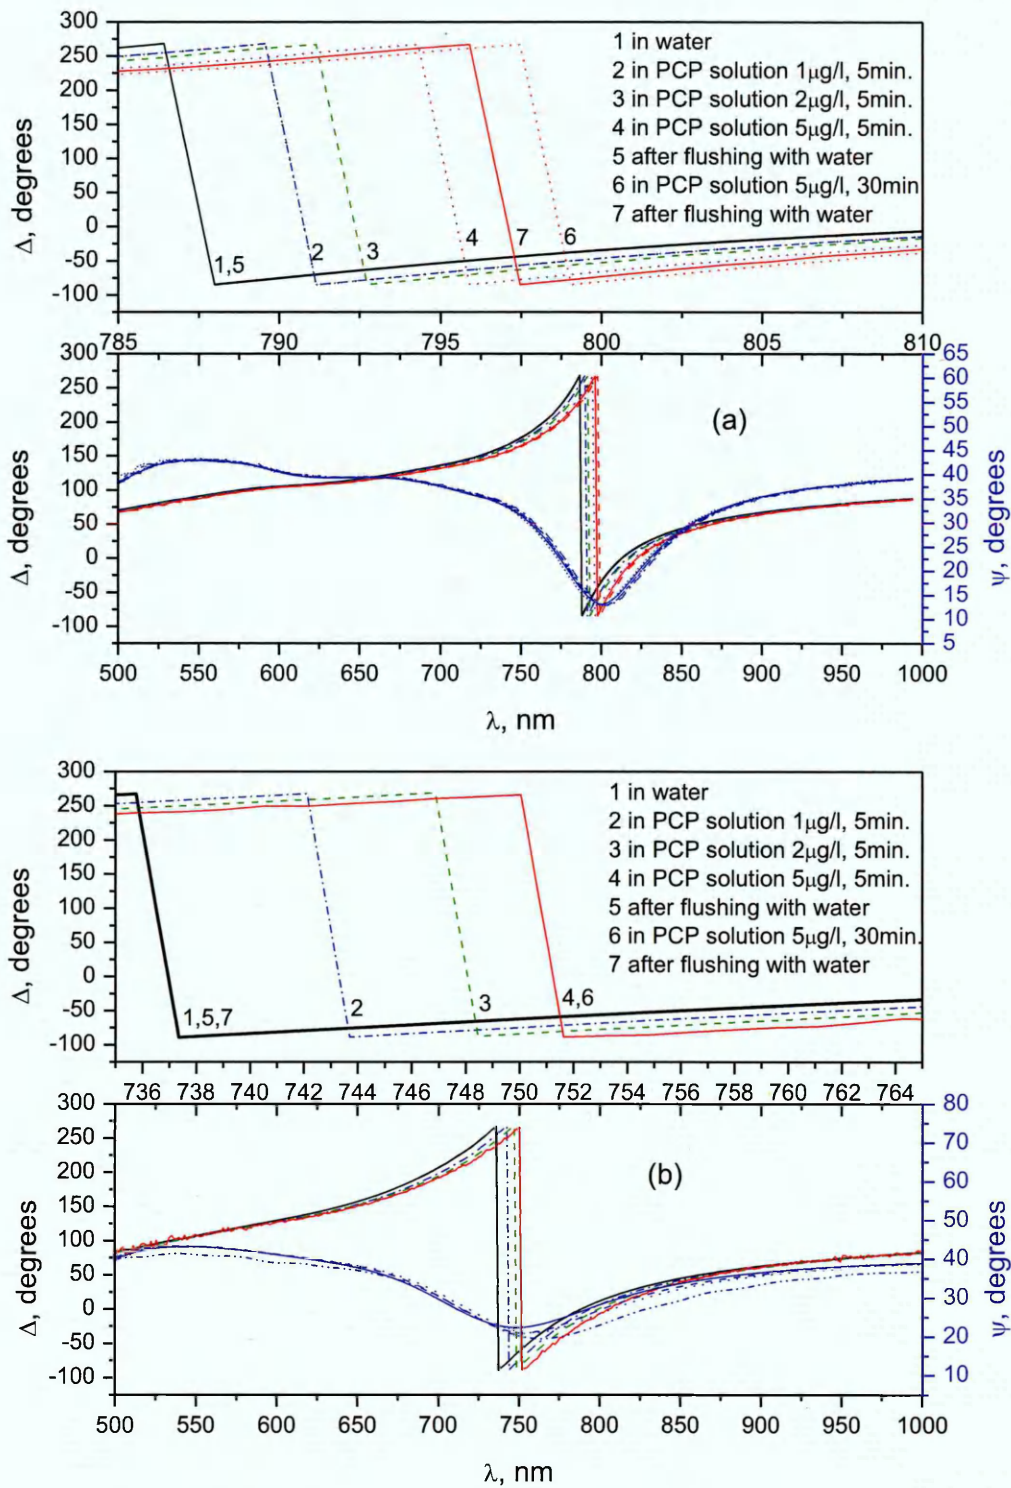 300
250
200
150
100
50
0
-50
-100
Δ, degrees
1 in water
2 in PCP solution 1μg/l, 5min.
3 in PCP solution 2μg/l, 5min.
4 in PCP solution 5μg/l, 5min.
5 after flushing with water
6 in PCP solution 5μg/l, 30min
7 after flushing with water
1,5 2 3 4 7 6
785 790 795 800 805 810
300
250
200
150
100
50
0
-50
-100
Δ, degrees
(a)
65
60
55
50
45
40
35
30
25
20
15
10
5
ψ, degrees
500 550 600 650 700 750 800 850 900 950 1000
λ, nm
300
250
200
150
100
50
0
-50
-100
Δ, degrees
1 in water
2 in PCP solution 1μg/l, 5min.
3 in PCP solution 2μg/l, 5min.
4 in PCP solution 5μg/l, 5min.
5 after flushing with water
6 in PCP solution 5μg/l, 30min.
7 after flushing with water
1,5,7 2 3 4,6
736 738 740 742 744 746 748 750 752 754 756 758 760 762 764
300
250
200
150
100
50
0
-50
-100
Δ, degrees
(b)
80
70
60
50
40
30
20
10
ψ, degrees
500 550 600 650 700 750 800 850 900 950 1000
λ, nm